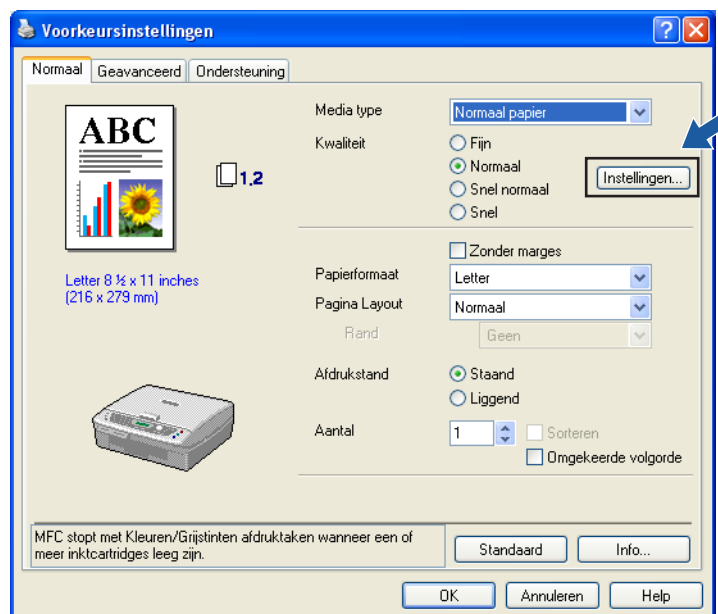 Voorkeursinstellingen
Normaal Geavanceerd Ondersteuning
ABC
1.2
Letter 8 ½ x 11 inches
(216 x 279 mm)
Media type Normaal papier
Kwaliteit Fijn
Normaal
Snel normaal
Snel
Instellingen...
Zonder marges
Papierformaat Letter
Pagina Layout Normaal
Rand Geen
Afdrukstand Staand
Liggend
Aantal 1 Sorteren
Omgekeerde volgorde
MFC stopt met Kleuren/Grijstinten afdruktaken wanneer een of
meer inktcartridges leeg zijn.
Standaard Info...
OK Annuleren Help